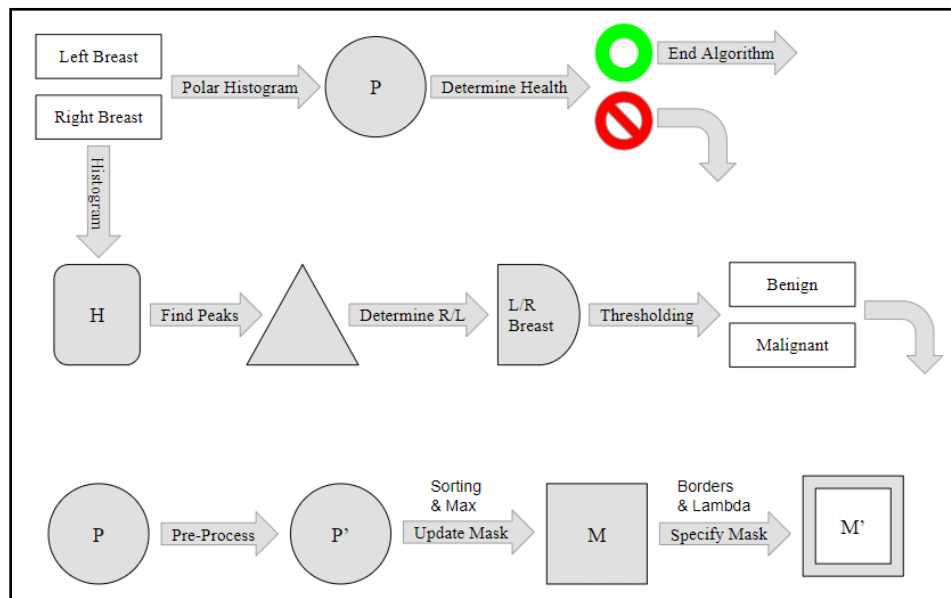 Left Breast
Right Breast
Polar Histogram
P
Determine Health
End Algorithm
Histogram
H
Find Peaks
Determine R/L
L/R
Breast
Thresholding
Benign
Malignant
P
Pre-Process
P'
Sorting
& Max
Update Mask
M
Borders
& Lambda
Specify Mask
M'